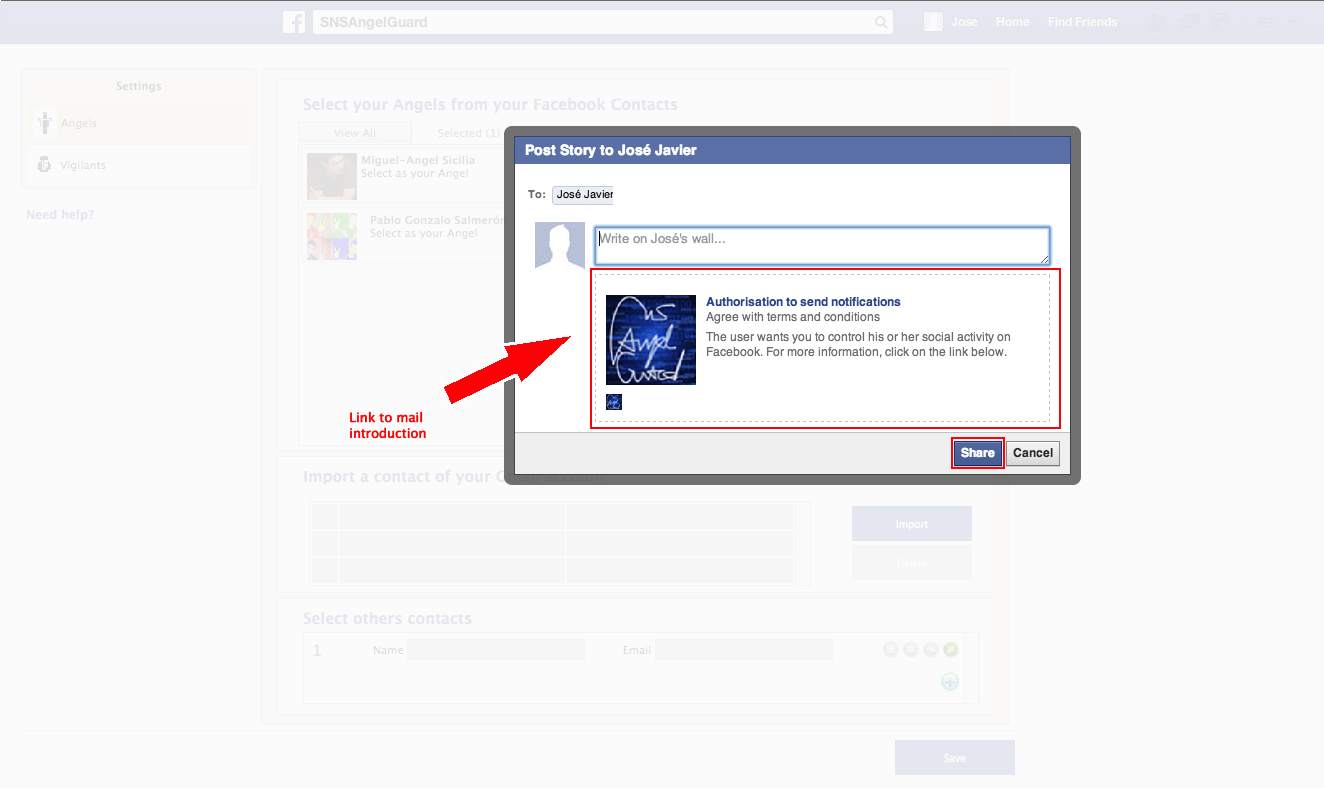 SNSAngelGuard
Jose Home Find Friends
Settings
Angels
Vigilants
Need help?
Select your Angels from your Facebook Contacts
View All Selected (1)
Miguel-Angel Sicilia
Select as your Angel
Pablo Gonzalo Salmerón
Select as your Angel
Post Story to José Javier
To: José Javier
Write on José's wall...
SNS
Angel
Guard
Authorisation to send notifications
Agree with terms and conditions
The user wants you to control his or her social activity on
Facebook. For more information, click on the link below.
Link to mail
introduction
Share Cancel
Import a contact of your Gmail account
Import
Delete
Select others contacts
1 Name Email
Save